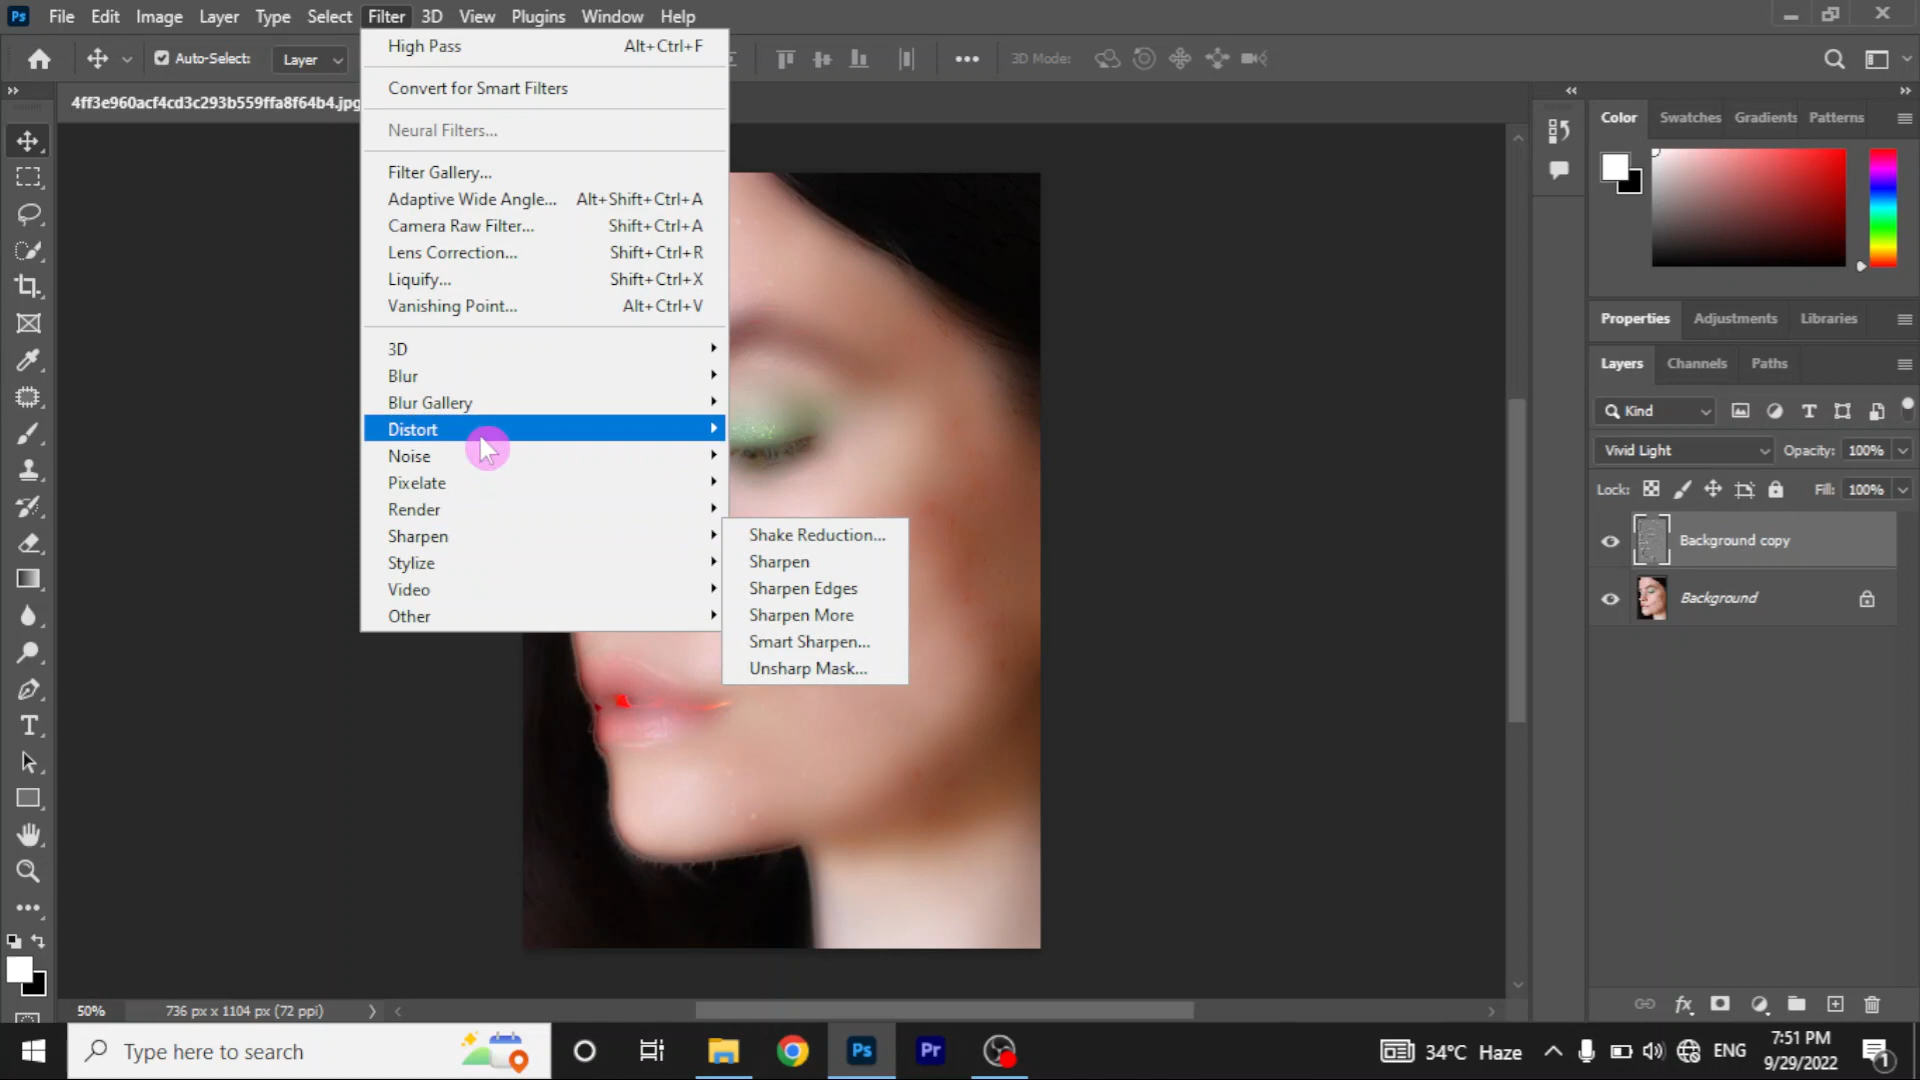 Ps File Edit Image Layer Type Select Filter 3D View Plugins Window Help
Auto-Select: Layer
3D Mode:
4ff3e960acf4cd3c293b559ffa8f64b4.jpg
High Pass Alt+Ctrl+F
Convert for Smart Filters
Neural Filters...
Filter Gallery...
Adaptive Wide Angle... Alt+Shift+Ctrl+A
Camera Raw Filter... Shift+Ctrl+A
Lens Correction... Shift+Ctrl+R
Liquify... Shift+Ctrl+X
Vanishing Point... Alt+Ctrl+V
3D
Blur
Blur Gallery
Distort
Noise
Pixelate
Render
Sharpen
Stylize
Video
Other
Shake Reduction...
Sharpen
Sharpen Edges
Sharpen More
Smart Sharpen...
Unsharp Mask...
Color Swatches Gradients Patterns
Properties Adjustments Libraries
Layers Channels Paths
Kind
Vivid Light Opacity: 100%
Lock: Fill: 100%
Background copy
Background
50% 736 px x 1104 px (72 ppi)
Type here to search
Ps
Pr
34°C Haze
ENG
7:51 PM
9/29/2022
1